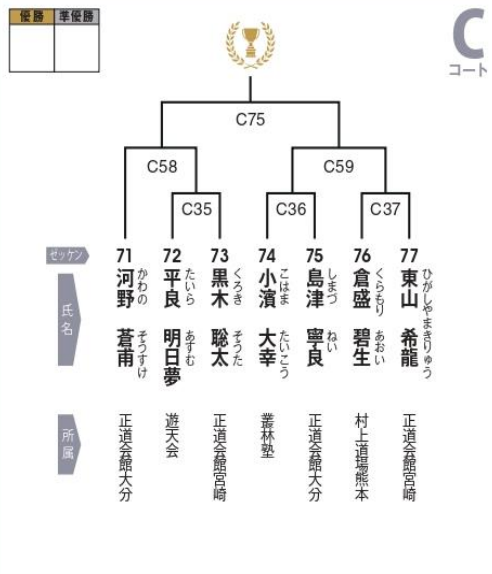 優勝 準優勝
C
コート
C75
C58 C59
C35 C36 C37
ゼッケン 71 72 73 74 75 76 77
氏名
河野 蒼甫
かわの そうすけ
平良 明日夢
たいら あすむ
黒木 聡太
くろき そうた
小濱 大幸
こはま たいこう
島津 寧良
しまづ ねい
倉盛 碧生
くらもり あおい
東山 希龍
ひがしやま きりゅう
所属
正道会館大分
遊天会
正道会館宮崎
叢林塾
正道会館大分
村上道場熊本
正道会館宮崎